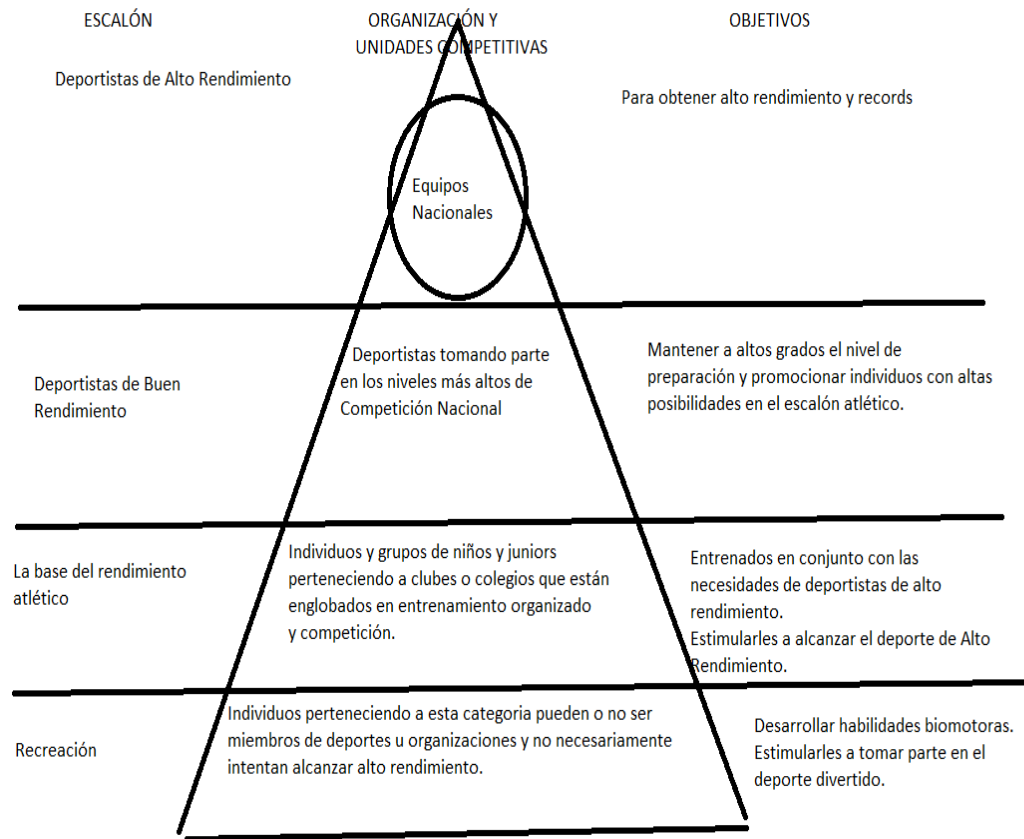 ESCALÓN
ORGANIZACIÓN Y
UNIDADES COMPETITIVAS
OBJETIVOS
Deportistas de Alto Rendimiento
Equipos
Nacionales
Para obtener alto rendimiento y records
Deportistas de Buen
Rendimiento
Deportistas tomando parte
en los niveles más altos de
Competición Nacional
Mantener a altos grados el nivel de
preparación y promocionar individuos con altas
posibilidades en el escalón atlético.
La base del rendimiento
atlético
Individuos y grupos de niños y juniors
perteneciendo a clubes o colegios que están
englobados en entrenamiento organizado
y competición.
Entrenados en conjunto con las
necesidades de deportistas de alto
rendimiento.
Estimularles a alcanzar el deporte de Alto
Rendimiento.
Recreación
Individuos perteneciendo a esta categoria pueden o no ser
miembros de deportes u organizaciones y no necesariamente
intentan alcanzar alto rendimiento.
Desarrollar habilidades biomotoras.
Estimularles a tomar parte en el
deporte divertido.